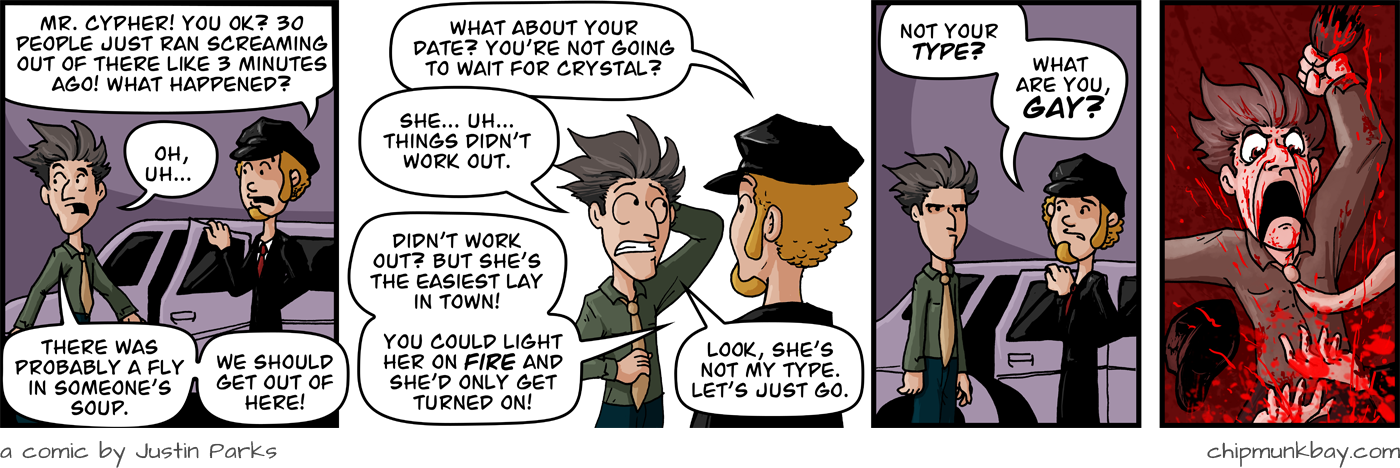 MR. CYPHER! YOU OK? 30
PEOPLE JUST RAN SCREAMING
OUT OF THERE LIKE 3 MINUTES
AGO! WHAT HAPPENED?
OH,
UH...
THERE WAS
PROBABLY A FLY
IN SOMEONE'S
SOUP.
WE SHOULD
GET OUT OF
HERE!
WHAT ABOUT YOUR
DATE? YOU'RE NOT GOING
TO WAIT FOR CRYSTAL?
SHE... UH...
THINGS DIDN'T
WORK OUT.
DIDN'T WORK
OUT? BUT SHE'S
THE EASIEST LAY
IN TOWN!
YOU COULD LIGHT
HER ON FIRE AND
SHE'D ONLY GET
TURNED ON!
LOOK, SHE'S
NOT MY TYPE.
LET'S JUST GO.
NOT YOUR
TYPE?
WHAT
ARE YOU,
GAY?
a comic by Justin Parks
chipmunkbay.com